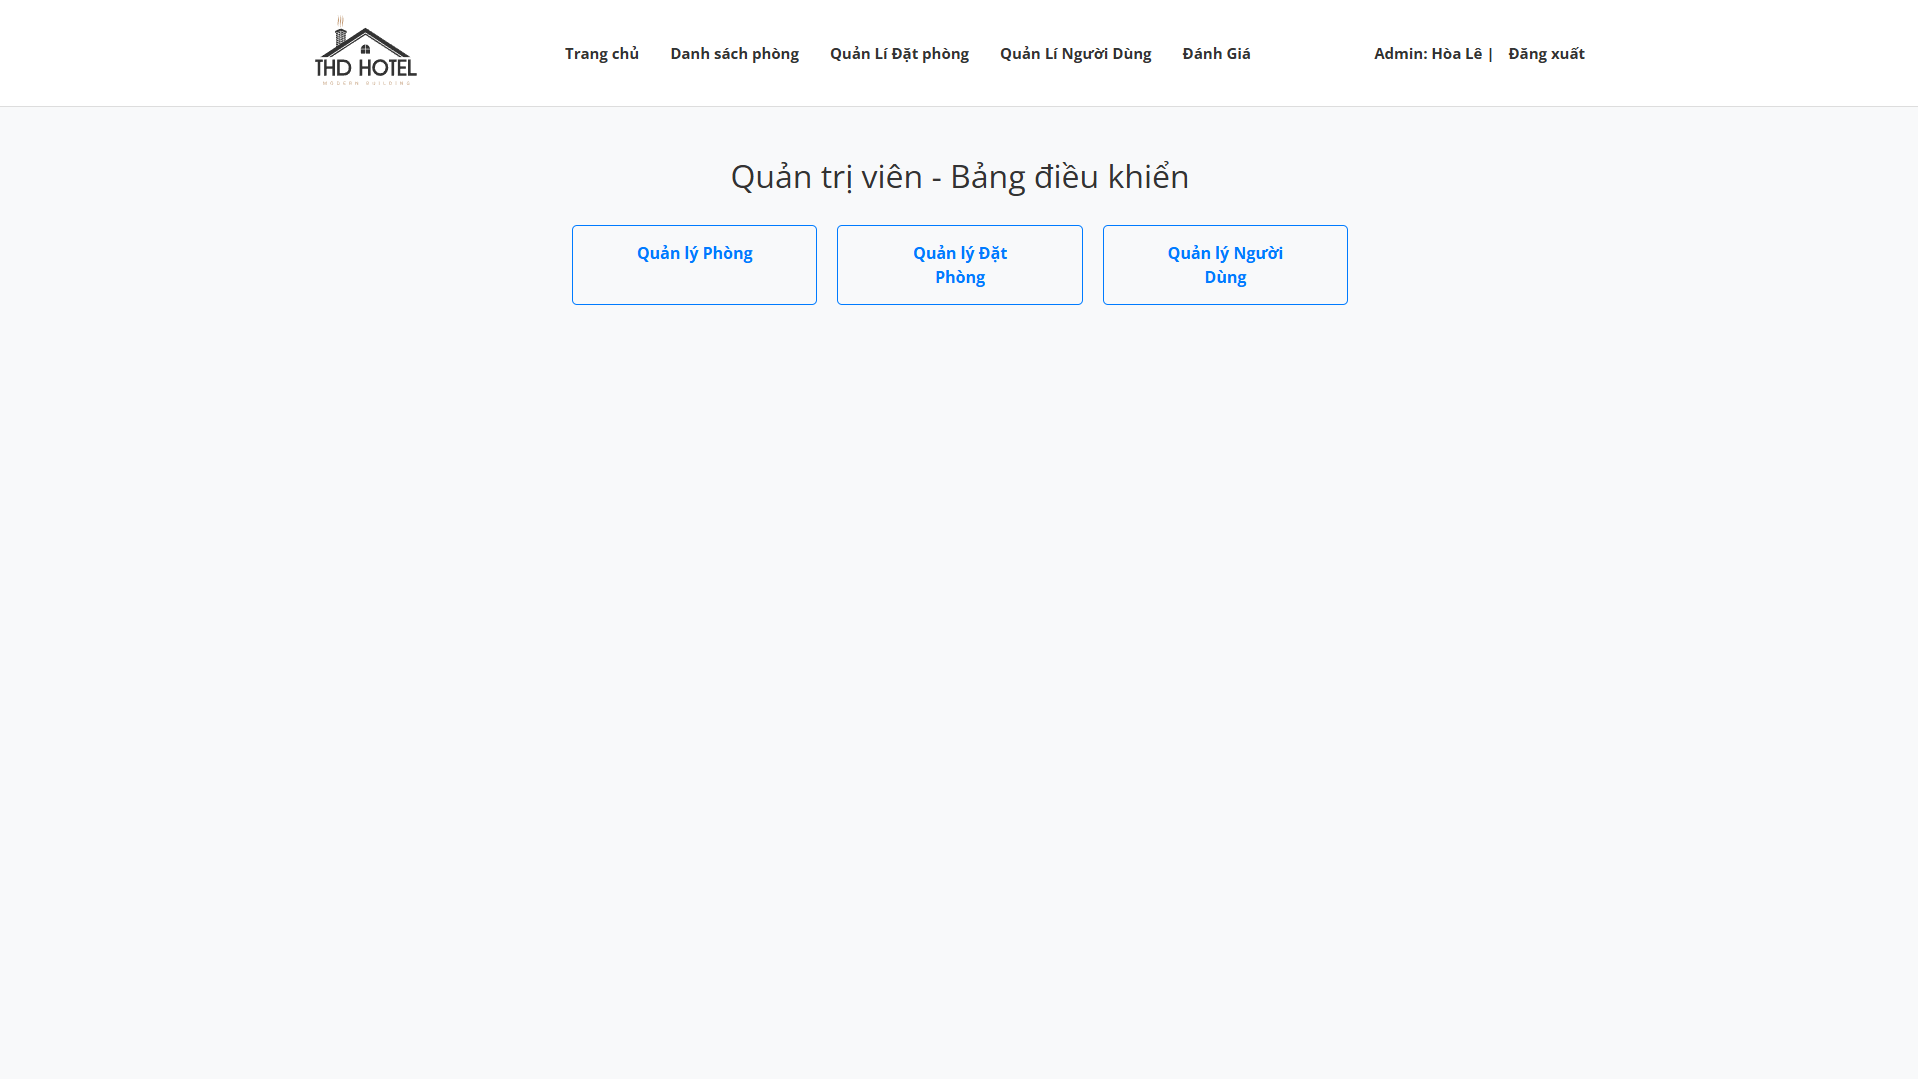 THD HOTEL
MODERN BUILDING
Trang chủ
Danh sách phòng
Quản Lí Đặt phòng
Quản Lí Người Dùng
Đánh Giá
Admin: Hòa Lê |
Đăng xuất
Quản trị viên - Bảng điều khiển
Quản lý Phòng
Quản lý Đặt
Phòng
Quản lý Người
Dùng